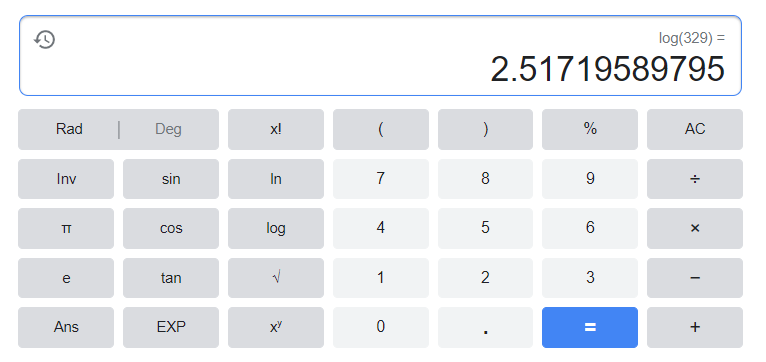 log(329) =
2.51719589795
Rad | Deg x! ( ) % AC
Inv sin ln 7 8 9 ÷
π cos log 4 5 6 ×
e tan √ 1 2 3 −
Ans EXP xʸ 0 . = +